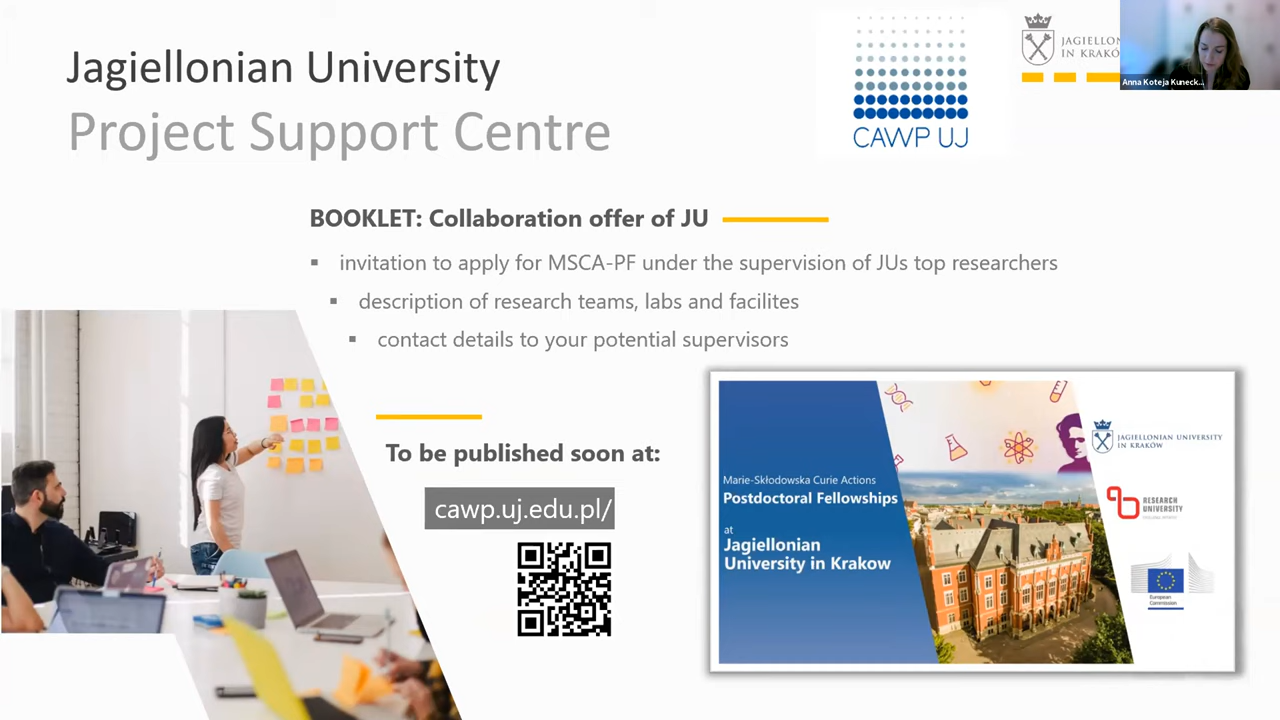 Jagiellonian University
Project Support Centre
CAWP UJ
JAGIELLON
IN KRAKÓ
Anna Koteja Kuneck...
BOOKLET: Collaboration offer of JU
▪ invitation to apply for MSCA-PF under the supervision of JUs top researchers
▪ description of research teams, labs and facilites
▪ contact details to your potential supervisors
To be published soon at:
cawp.uj.edu.pl/
Marie-Skłodowska Curie Actions
Postdoctoral Fellowships
at
Jagiellonian
University in Krakow
JAGIELLONIAN UNIVERSITY
IN KRAKÓW
RESEARCH
UNIVERSITY
European
Commission